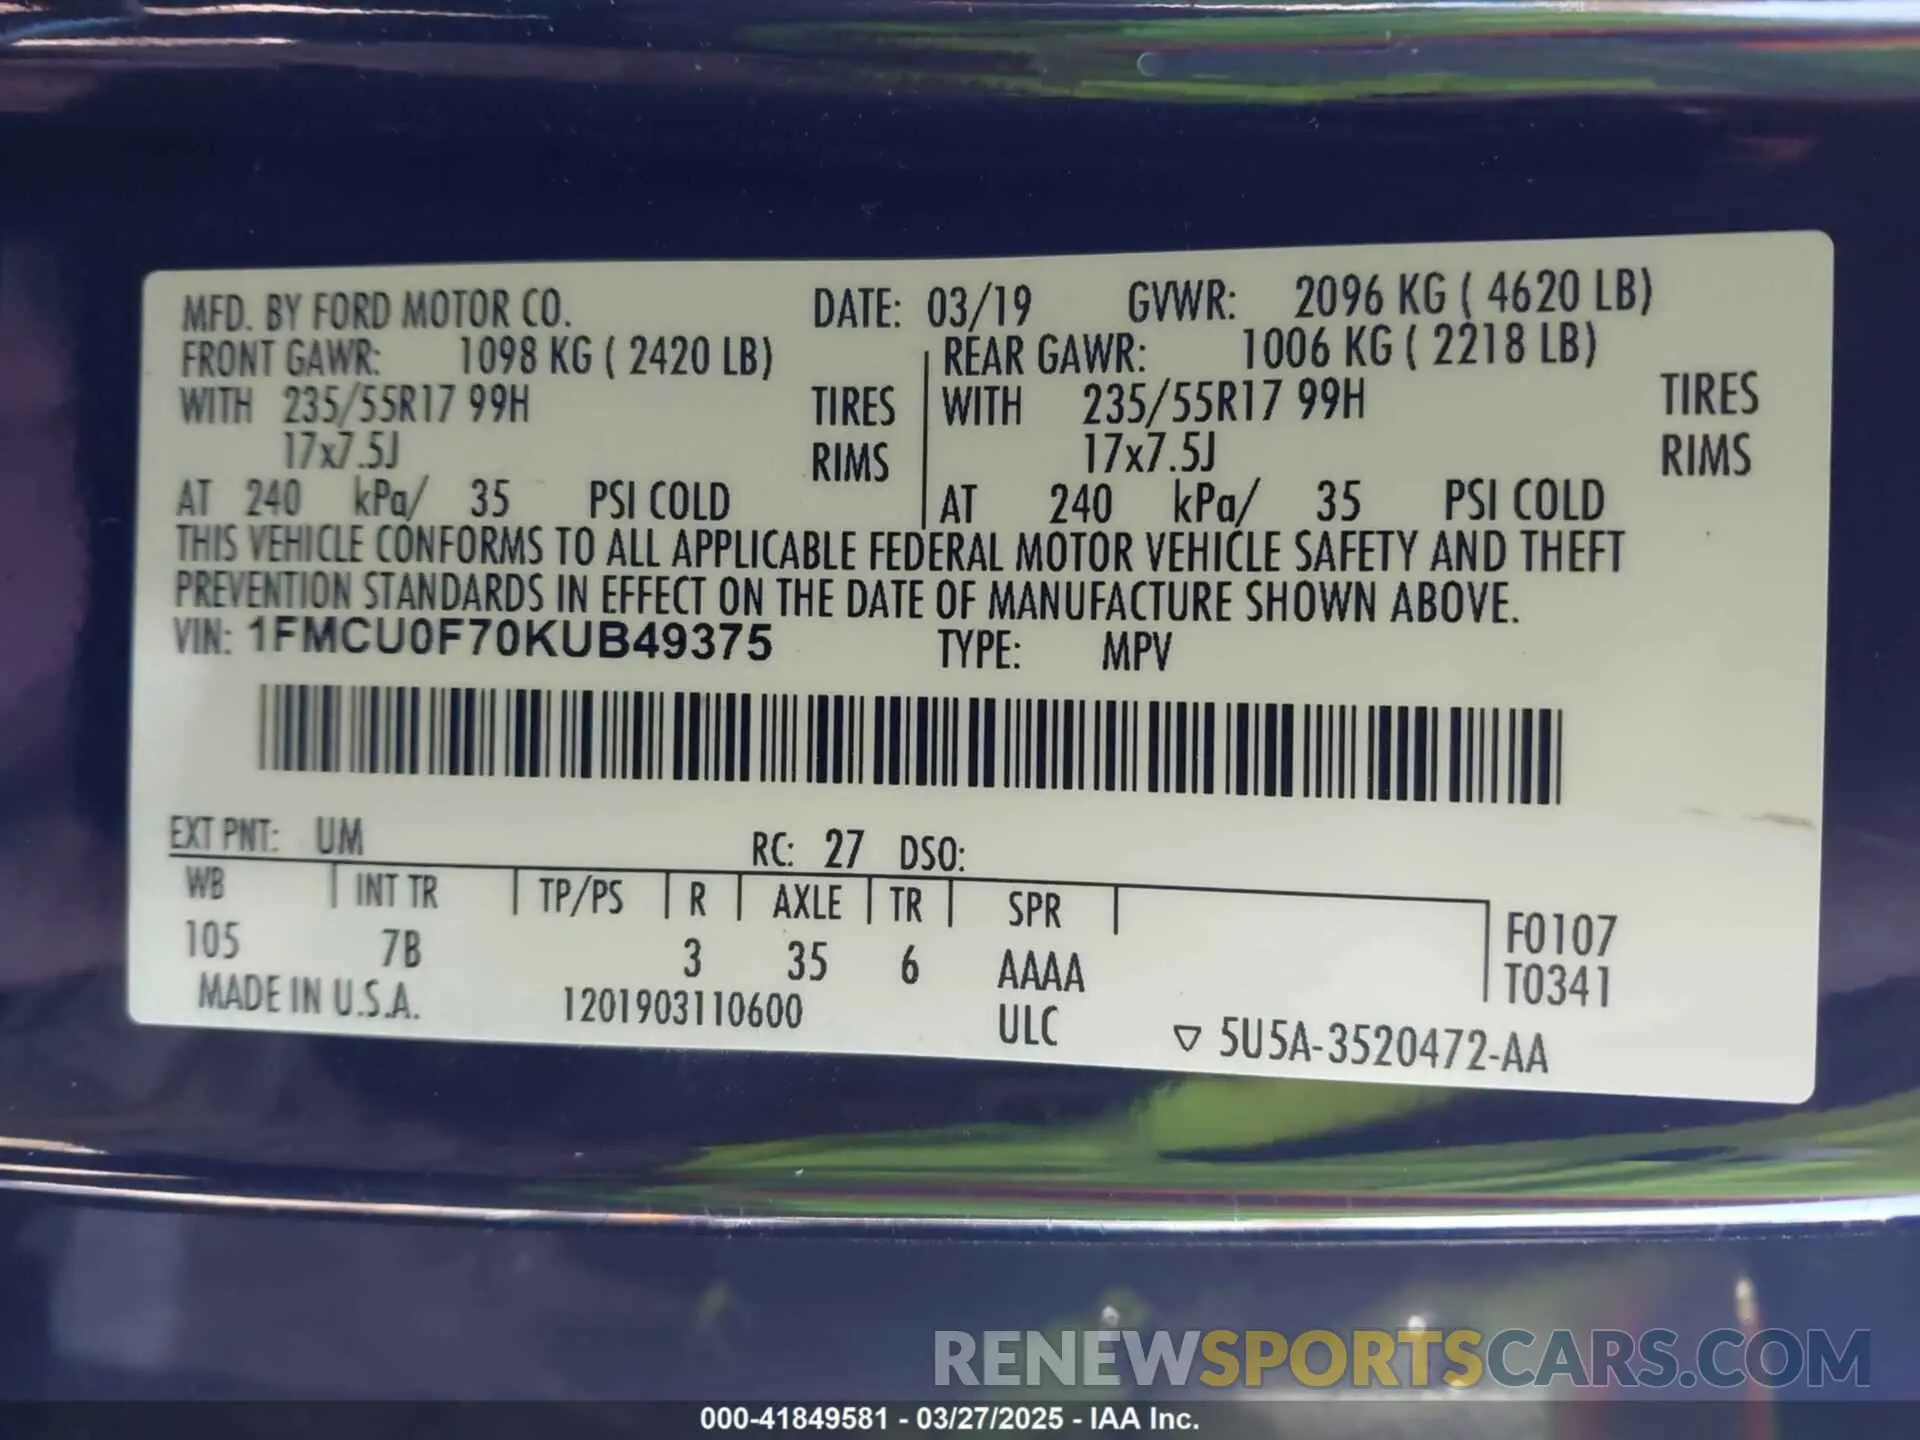 MFD. BY FORD MOTOR CO. DATE: 03/19 GVWR: 2096 KG ( 4620 LB)
FRONT GAWR: 1098 KG ( 2420 LB) REAR GAWR: 1006 KG ( 2218 LB)
WITH 235/55R17 99H TIRES WITH 235/55R17 99H TIRES
17x7.5J RIMS 17x7.5J RIMS
AT 240 kPa/ 35 PSI COLD AT 240 kPa/ 35 PSI COLD
THIS VEHICLE CONFORMS TO ALL APPLICABLE FEDERAL MOTOR VEHICLE SAFETY AND THEFT
PREVENTION STANDARDS IN EFFECT ON THE DATE OF MANUFACTURE SHOWN ABOVE.
VIN: 1FMCU0F70KUB49375 TYPE: MPV
EXT PNT: UM RC: 27 DSO:
WB INT TR TP/PS R AXLE TR SPR
105 7B 3 35 6 AAAA F0107
T0341
MADE IN U.S.A. 1201903110600 ULC ▽ 5U5A-3520472-AA
RENEWSPORTSCARS.COM
000-41849581 - 03/27/2025 - IAA Inc.